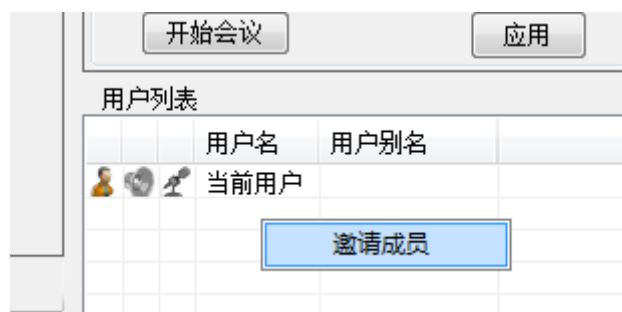 开始会议 应用
用户列表
用户名 用户别名
当前用户
邀请成员